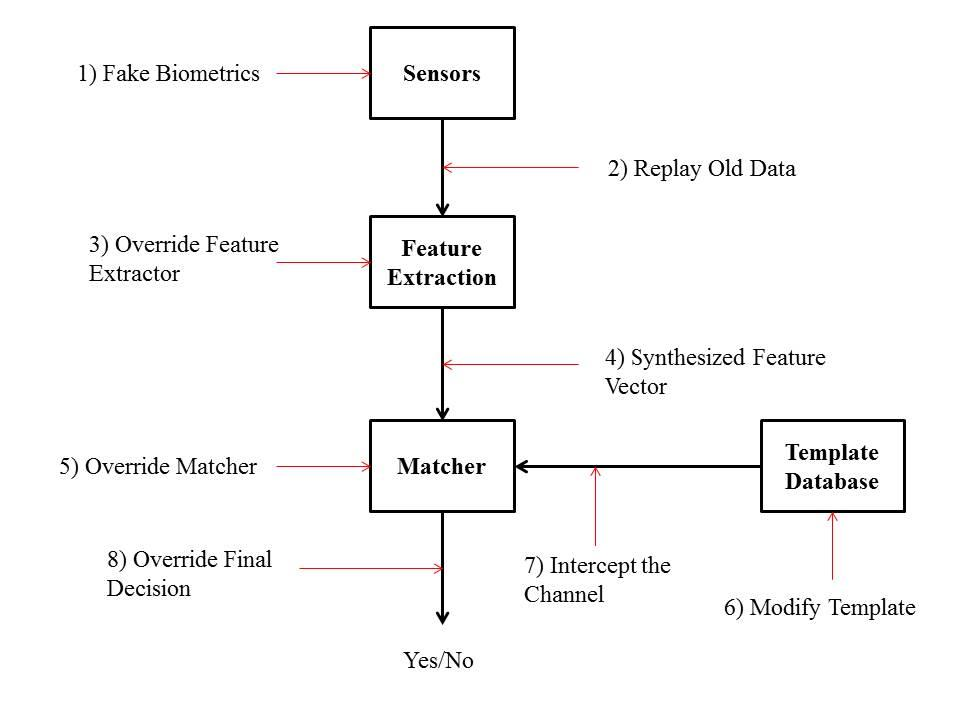 1) Fake Biometrics
Sensors
2) Replay Old Data
3) Override Feature
Extractor
Feature
Extraction
4) Synthesized Feature
Vector
5) Override Matcher
Matcher
Template
Database
8) Override Final
Decision
7) Intercept the
Channel
6) Modify Template
Yes/No